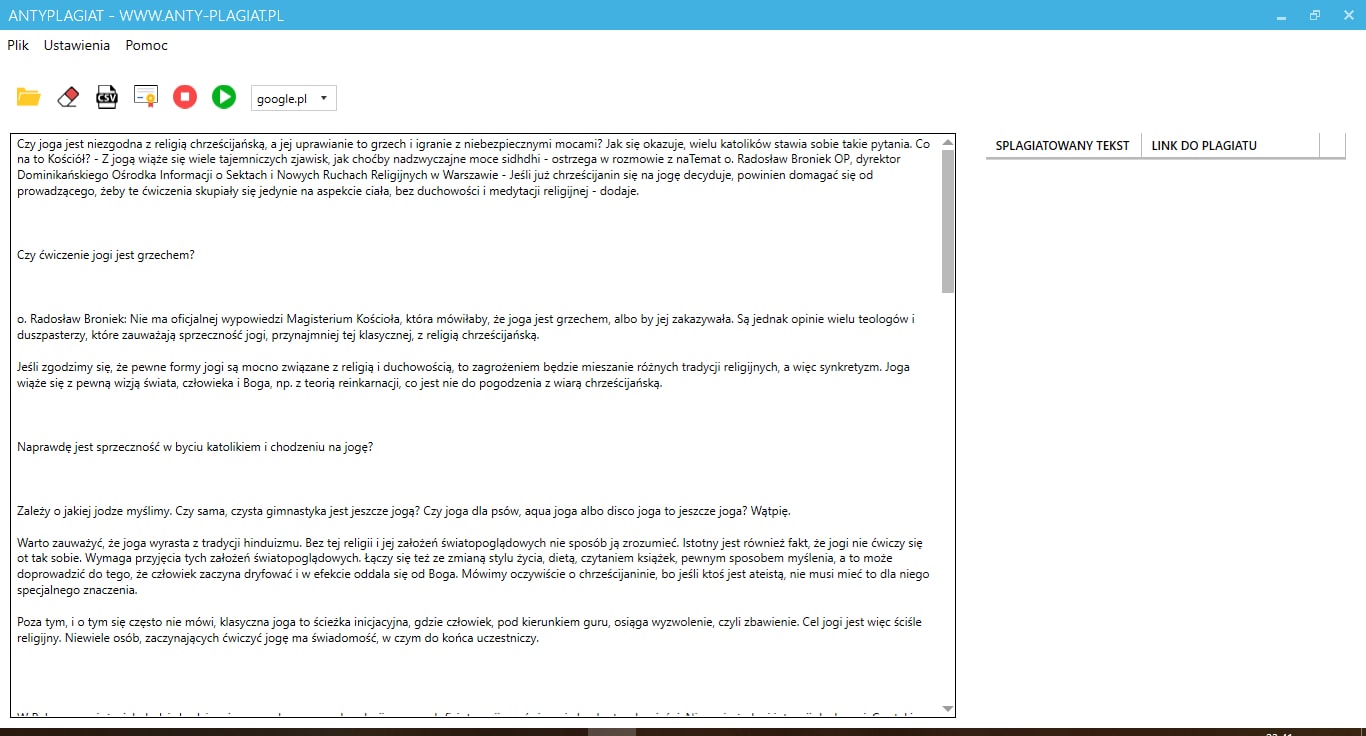 ANTYPLAGIAT - WWW.ANTY-PLAGIAT.PL
Plik Ustawienia Pomoc
CSV
google.pl
Czy joga jest niezgodna z religią chrześcijańską, a jej uprawianie to grzech i igranie z niebezpiecznymi mocami? Jak się okazuje, wielu katolików stawia sobie takie pytania. Co
na to Kościół? - Z jogą wiąże się wiele tajemniczych zjawisk, jak choćby nadzwyczajne moce sidhdhi - ostrzega w rozmowie z naTemat o. Radosław Broniek OP, dyrektor
Dominikańskiego Ośrodka Informacji o Sektach i Nowych Ruchach Religijnych w Warszawie - Jeśli już chrześcijanin się na jogę decyduje, powinien domagać się od
prowadzącego, żeby te ćwiczenia skupiały się jedynie na aspekcie ciała, bez duchowości i medytacji religijnej - dodaje.
Czy ćwiczenie jogi jest grzechem?
o. Radosław Broniek: Nie ma oficjalnej wypowiedzi Magisterium Kościoła, która mówiłaby, że joga jest grzechem, albo by jej zakazywała. Są jednak opinie wielu teologów i
duszpasterzy, które zauważają sprzeczność jogi, przynajmniej tej klasycznej, z religią chrześcijańską.
Jeśli zgodzimy się, że pewne formy jogi są mocno związane z religią i duchowością, to zagrożeniem będzie mieszanie różnych tradycji religijnych, a więc synkretyzm. Joga
wiąże się z pewną wizją świata, człowieka i Boga, np. z teorią reinkarnacji, co jest nie do pogodzenia z wiarą chrześcijańską.
Naprawdę jest sprzeczność w byciu katolikiem i chodzeniu na jogę?
Zależy o jakiej jodze myślimy. Czy sama, czysta gimnastyka jest jeszcze jogą? Czy joga dla psów, aqua joga albo disco joga to jeszcze joga? Wątpię.
Warto zauważyć, że joga wyrasta z tradycji hinduizmu. Bez tej religii i jej założeń światopoglądowych nie sposób ją zrozumieć. Istotny jest również fakt, że jogi nie ćwiczy się
ot tak sobie. Wymaga przyjęcia tych założeń światopoglądowych. Łączy się też ze zmianą stylu życia, dietą, czytaniem książek, pewnym sposobem myślenia, a to może
doprowadzić do tego, że człowiek zaczyna dryfować i w efekcie oddala się od Boga. Mówimy oczywiście o chrześcijaninie, bo jeśli ktoś jest ateistą, nie musi mieć to dla niego
specjalnego znaczenia.
Poza tym, i o tym się często nie mówi, klasyczna joga to ścieżka inicjacyjna, gdzie człowiek, pod kierunkiem guru, osiąga wyzwolenie, czyli zbawienie. Cel jogi jest więc ściśle
religijny. Niewiele osób, zaczynających ćwiczyć jogę ma świadomość, w czym do końca uczestniczy.
SPLAGIATOWANY TEKST LINK DO PLAGIATU